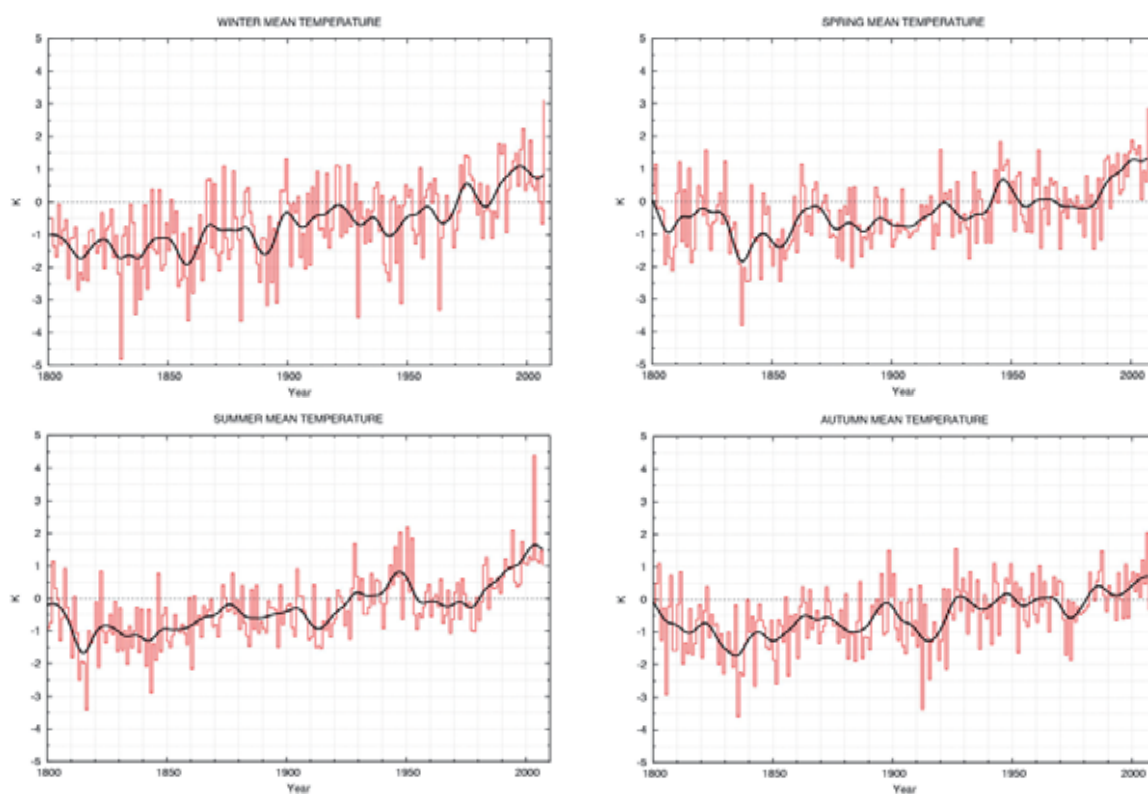 WINTER MEAN TEMPERATURE
5
4
3
2
1
0
-1
-2
-3
-4
-5
K
1800 1850 1900 1950 2000
Year
SPRING MEAN TEMPERATURE
5
4
3
2
1
0
-1
-2
-3
-4
-5
K
1800 1850 1900 1950 2000
Year
SUMMER MEAN TEMPERATURE
5
4
3
2
1
0
-1
-2
-3
-4
-5
K
1800 1850 1900 1950 2000
Year
AUTUMN MEAN TEMPERATURE
5
4
3
2
1
0
-1
-2
-3
-4
-5
K
1800 1850 1900 1950 2000
Year